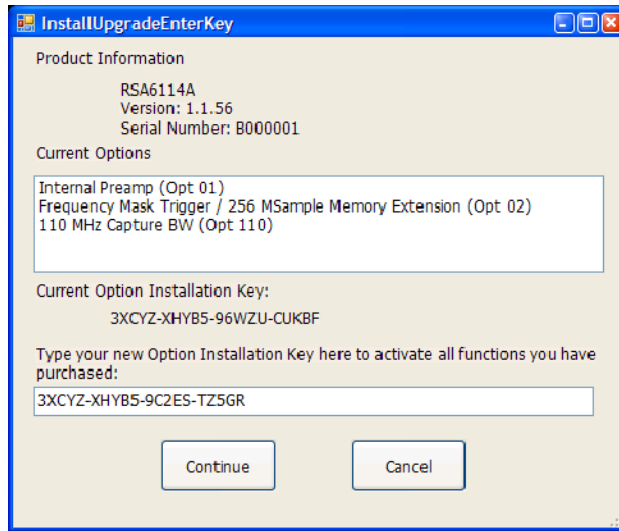 InstallUpgradeEnterKey
Product Information
RSA6114A
Version: 1.1.56
Serial Number: B000001
Current Options
Internal Preamp (Opt 01)
Frequency Mask Trigger / 256 MSample Memory Extension (Opt 02)
110 MHz Capture BW (Opt 110)
Current Option Installation Key:
3XCYZ-XHYB5-96WZU-CUKBF
Type your new Option Installation Key here to activate all functions you have
purchased:
3XCYZ-XHYB5-9C2ES-TZ5GR
Continue
Cancel